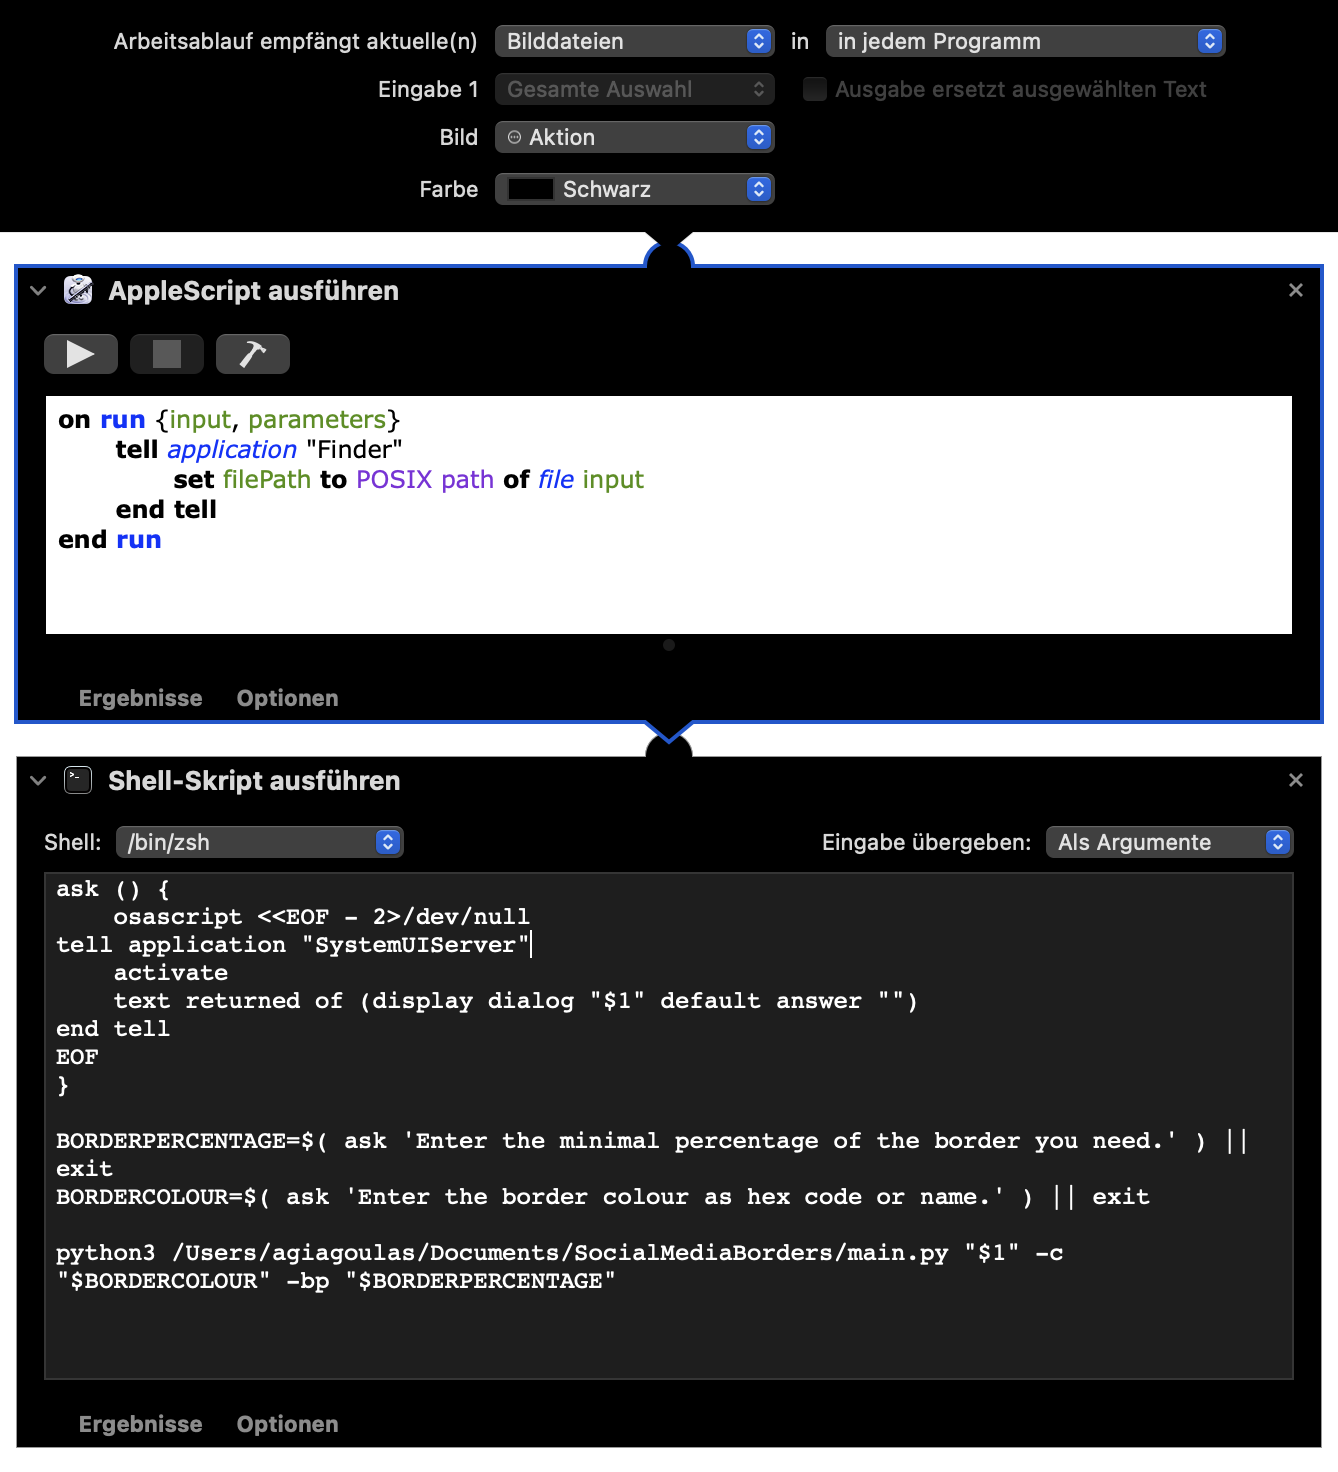 Arbeitsablauf empfängt aktuelle(n) Bilddateien in in jedem Programm
Eingabe 1 Gesamte Auswahl Ausgabe ersetzt ausgewählten Text
Bild Aktion
Farbe Schwarz
AppleScript ausführen
on run {input, parameters}
tell application "Finder"
set filePath to POSIX path of file input
end tell
end run
Ergebnisse Optionen
Shell-Skript ausführen
Shell: /bin/zsh Eingabe übergeben: Als Argumente
ask () {
osascript <<EOF - 2>/dev/null
tell application "SystemUIServer"
activate
text returned of (display dialog "$1" default answer "")
end tell
EOF
}
BORDERPERCENTAGE=$( ask 'Enter the minimal percentage of the border you need.' ) ||
exit
BORDERCOLOUR=$( ask 'Enter the border colour as hex code or name.' ) || exit
python3 /Users/agiagoulas/Documents/SocialMediaBorders/main.py "$1" -c
"$BORDERCOLOUR" -bp "$BORDERPERCENTAGE"
Ergebnisse Optionen